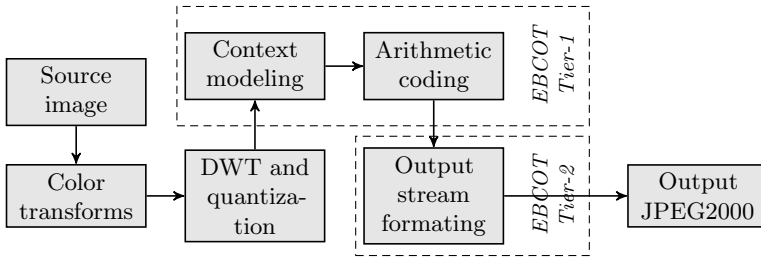 Source
image
Color
transforms
DWT and
quantiza-
tion
Context
modeling
Arithmetic
coding
EBCOT
Tier-1
Output
stream
formating
EBCOT
Tier-2
Output
JPEG2000